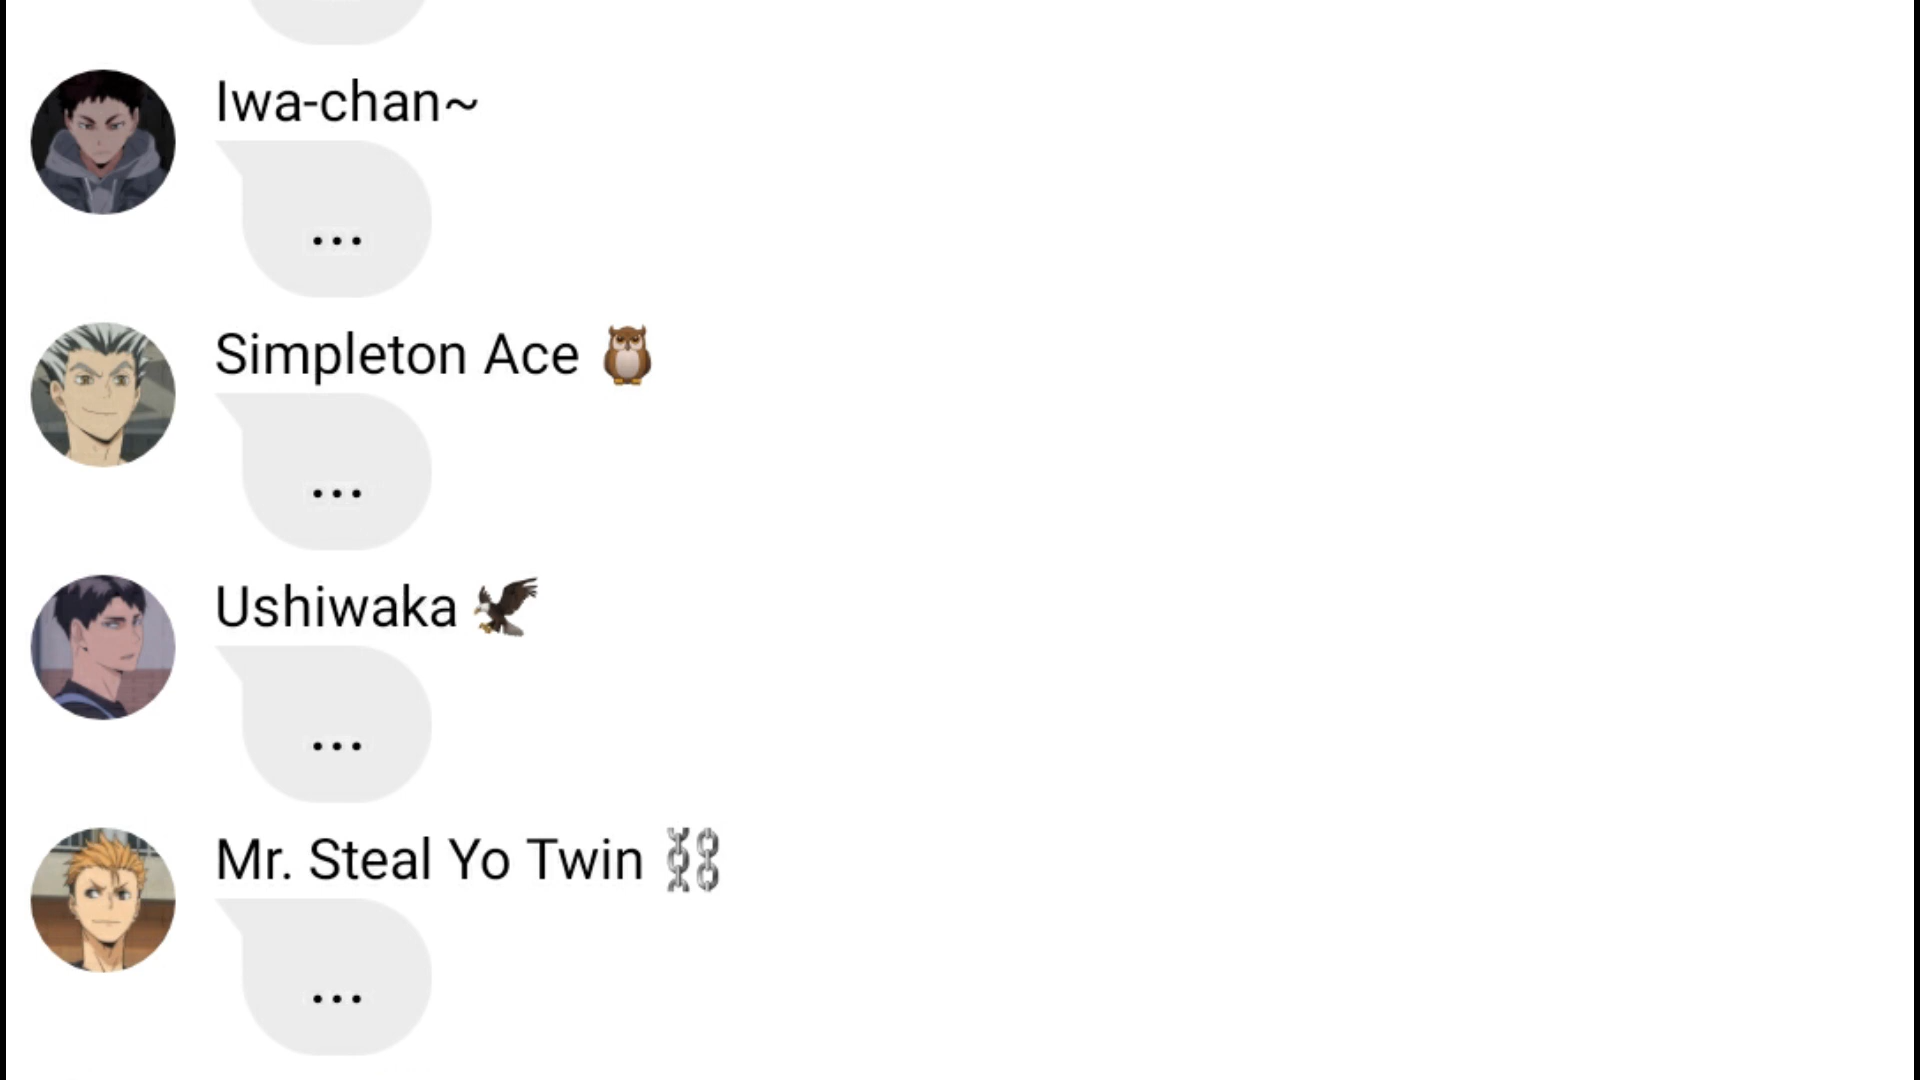 Iwa-chan~
...
Simpleton Ace 🦉
...
Ushiwaka 🦅
...
Mr. Steal Yo Twin ⛓️
...